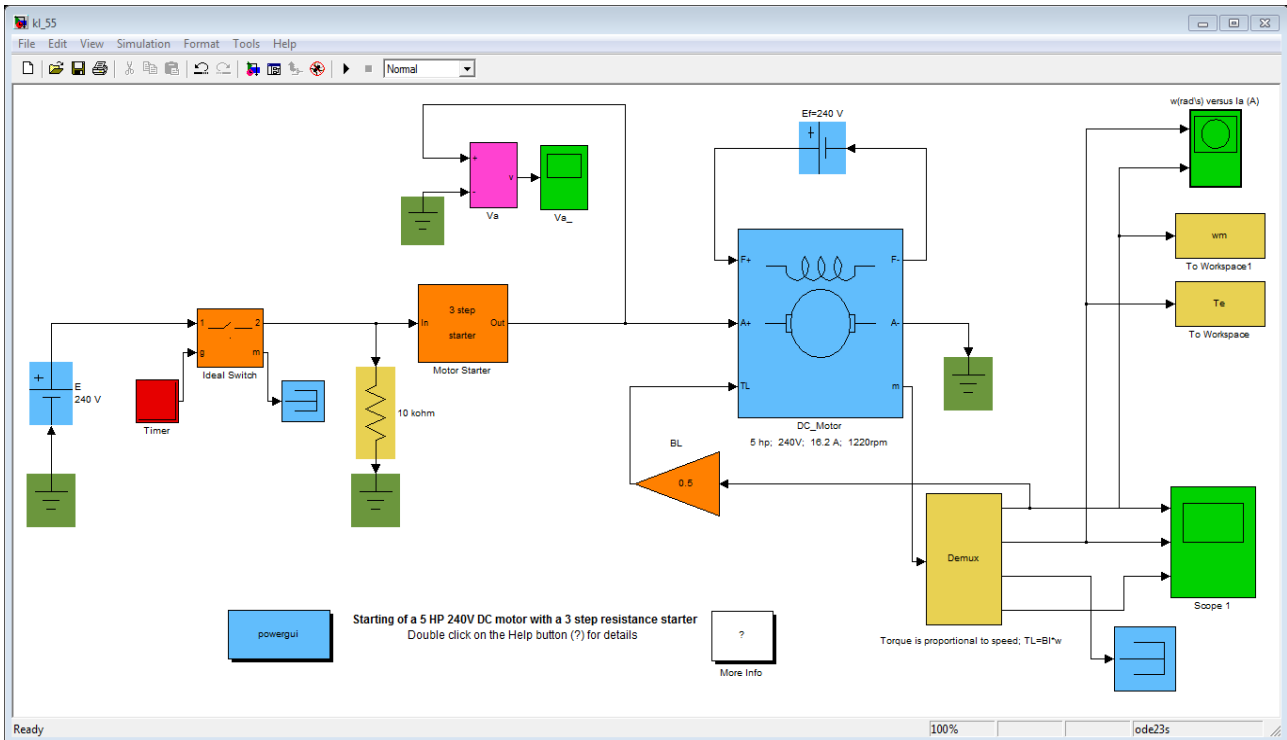 kl_55
File Edit View Simulation Format Tools Help
Normal
w(rad\s) versus Ia (A)
Ef=240 V
+
+
-
v
Va
Va_
wm
To Workspace1
Te
To Workspace
F+
F-
A+
A-
TL
m
DC_Motor
5 hp; 240V; 16.2 A; 1220rpm
3 step
starter
In
Out
Motor Starter
1
2
g
m
Ideal Switch
+
E
240 V
Timer
10 kohm
BL
0.5
Demux
Scope 1
Torque is proportional to speed; TL=Bl*w
powergui
Starting of a 5 HP 240V DC motor with a 3 step resistance starter
Double click on the Help button (?) for details
?
More Info
Ready
100%
ode23s